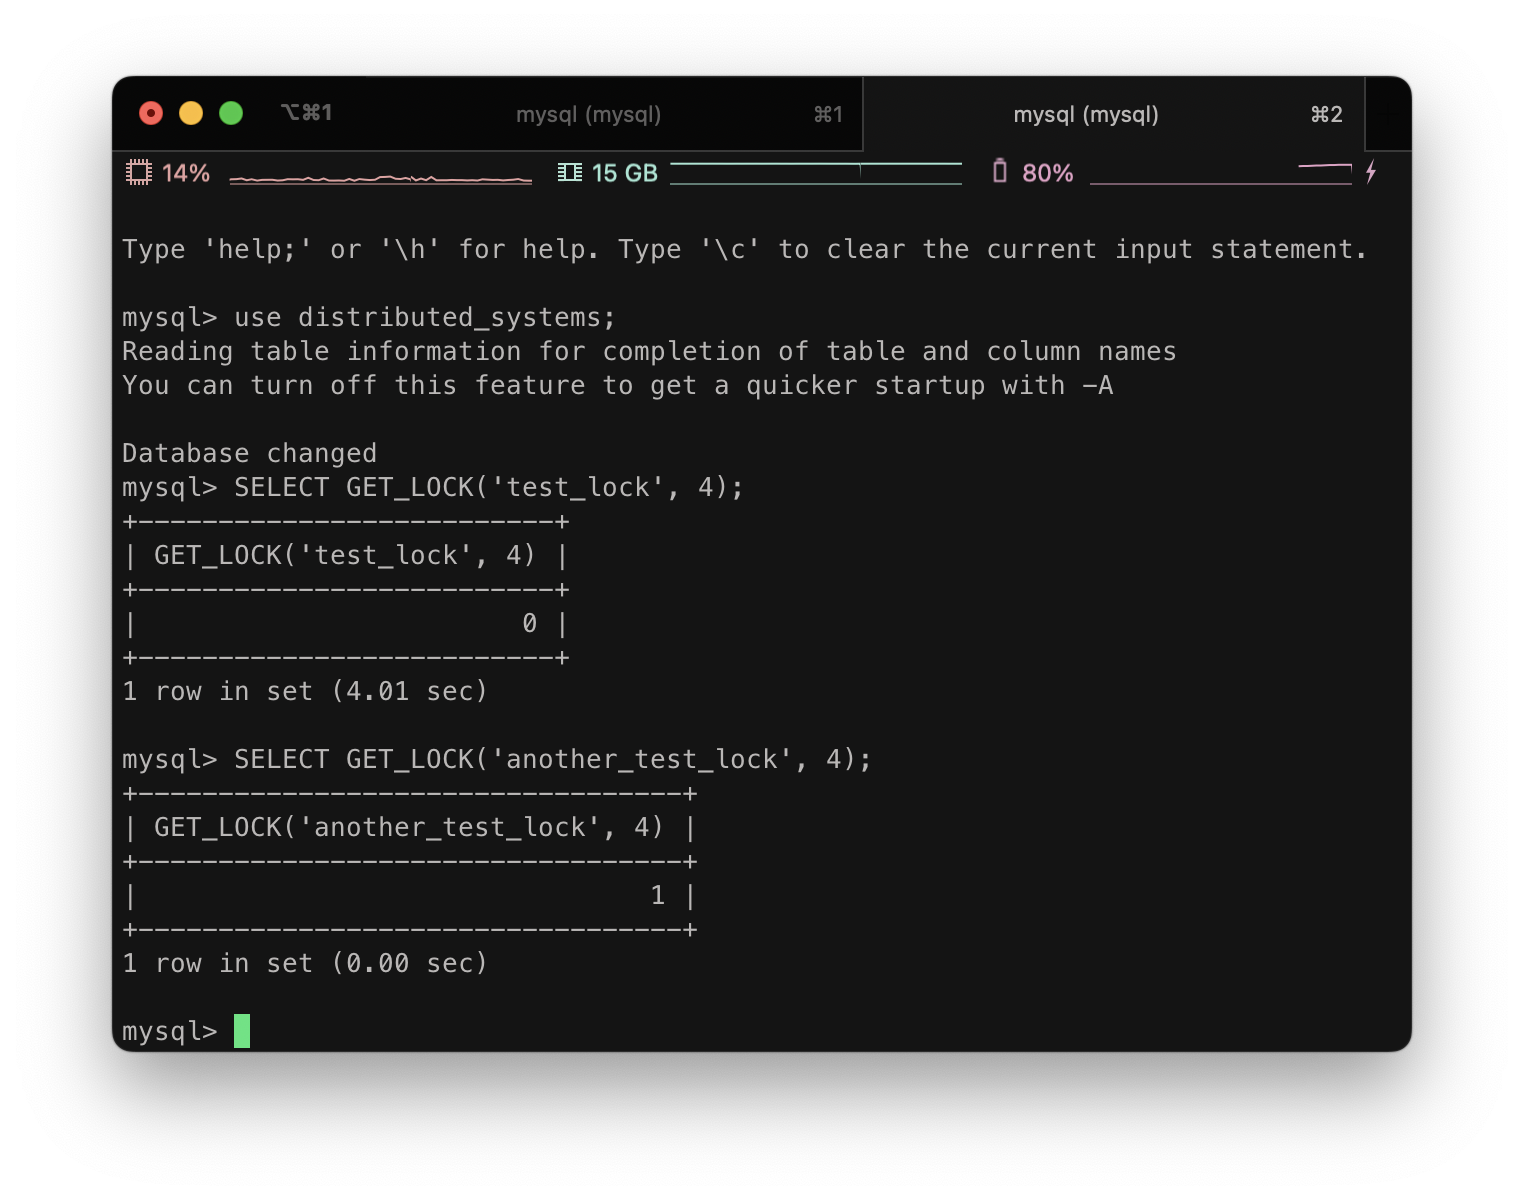 ⌥⌘1 mysql (mysql) ⌘1 mysql (mysql) ⌘2
14% 15 GB 80%
Type 'help;' or '\h' for help. Type '\c' to clear the current input statement.
mysql> use distributed_systems;
Reading table information for completion of table and column names
You can turn off this feature to get a quicker startup with -A
Database changed
mysql> SELECT GET_LOCK('test_lock', 4);
+--------------------------+
| GET_LOCK('test_lock', 4) |
+--------------------------+
|                        0 |
+--------------------------+
1 row in set (4.01 sec)
mysql> SELECT GET_LOCK('another_test_lock', 4);
+----------------------------------+
| GET_LOCK('another_test_lock', 4) |
+----------------------------------+
|                                1 |
+----------------------------------+
1 row in set (0.00 sec)
mysql>